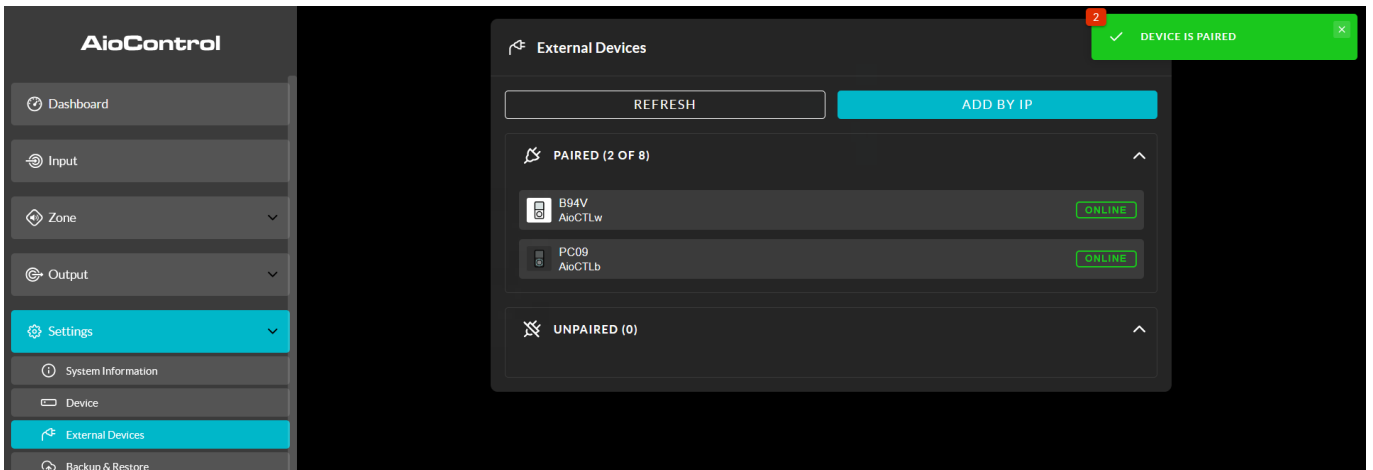 AioControl
Dashboard
Input
Zone
Output
Settings
System Information
Device
External Devices
Backup & Restore
External Devices
REFRESH
ADD BY IP
PAIRED (2 OF 8)
B94V
AioCTLw
ONLINE
PC09
AioCTLb
ONLINE
UNPAIRED (0)
2
DEVICE IS PAIRED